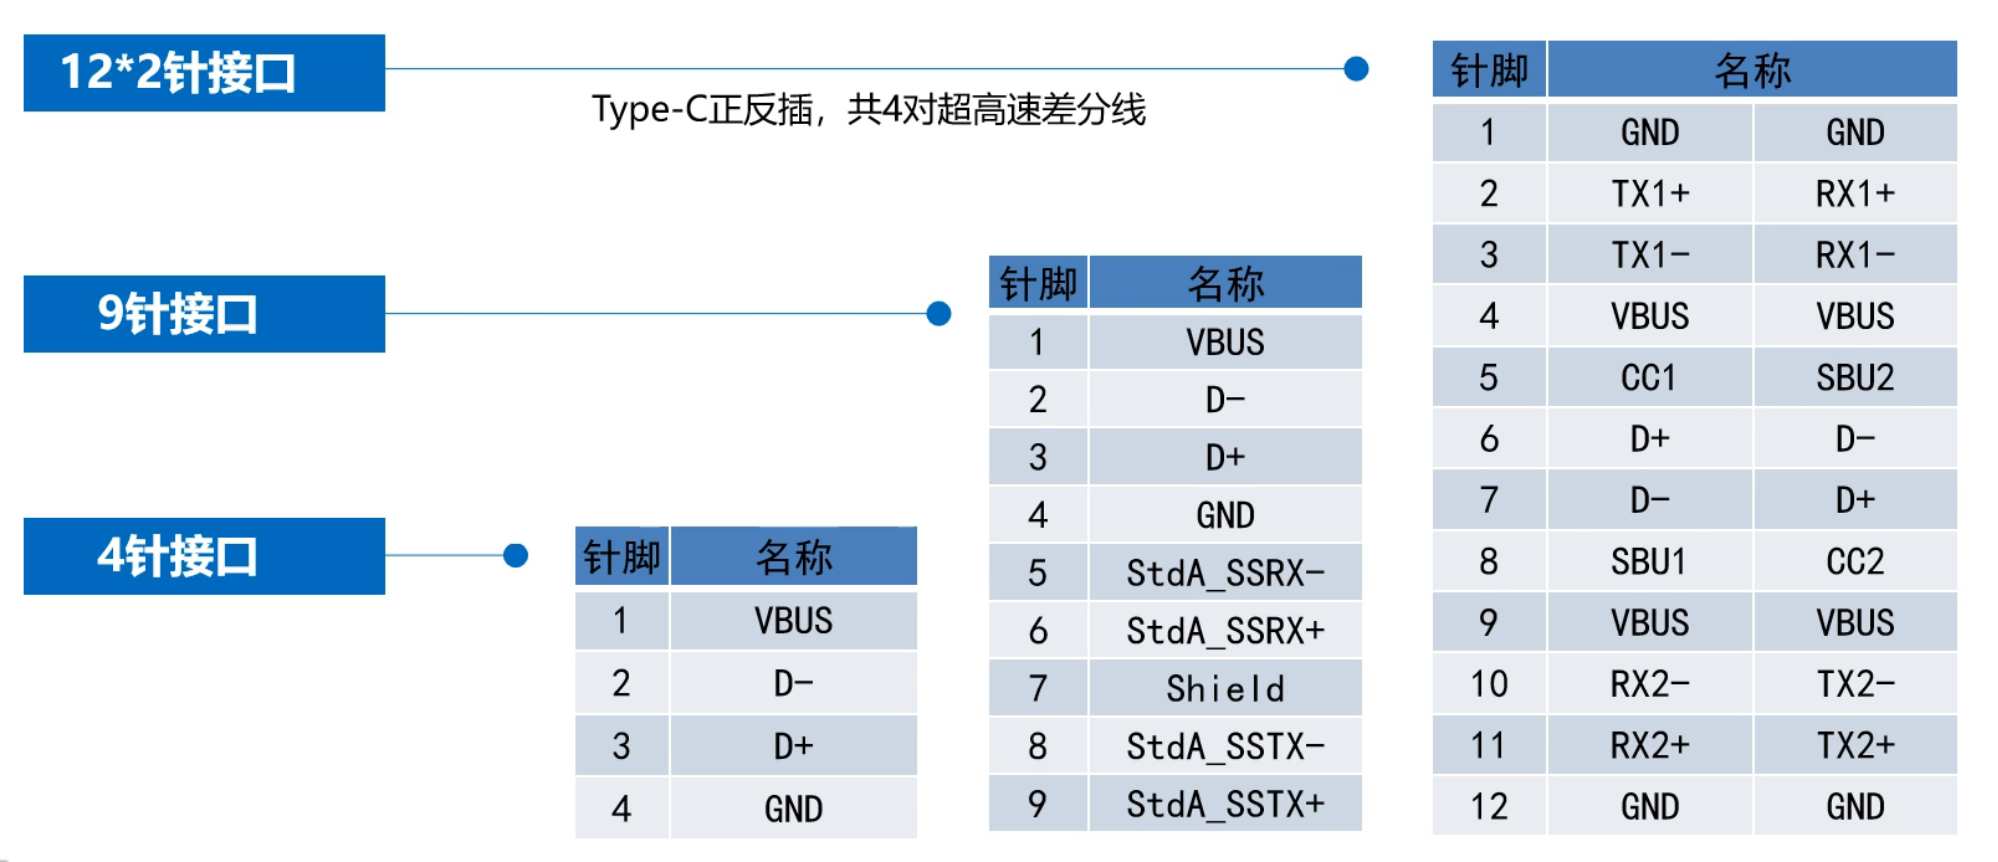 12*2针接口
Type-C正反插，共4对超高速差分线
针脚 名称
1 GND GND
2 TX1+ RX1+
3 TX1- RX1-
4 VBUS VBUS
5 CC1 SBU2
6 D+ D-
7 D- D+
8 SBU1 CC2
9 VBUS VBUS
10 RX2- TX2-
11 RX2+ TX2+
12 GND GND
9针接口
针脚 名称
1 VBUS
2 D-
3 D+
4 GND
5 StdA_SSRX-
6 StdA_SSRX+
7 Shield
8 StdA_SSTX-
9 StdA_SSTX+
4针接口
针脚 名称
1 VBUS
2 D-
3 D+
4 GND